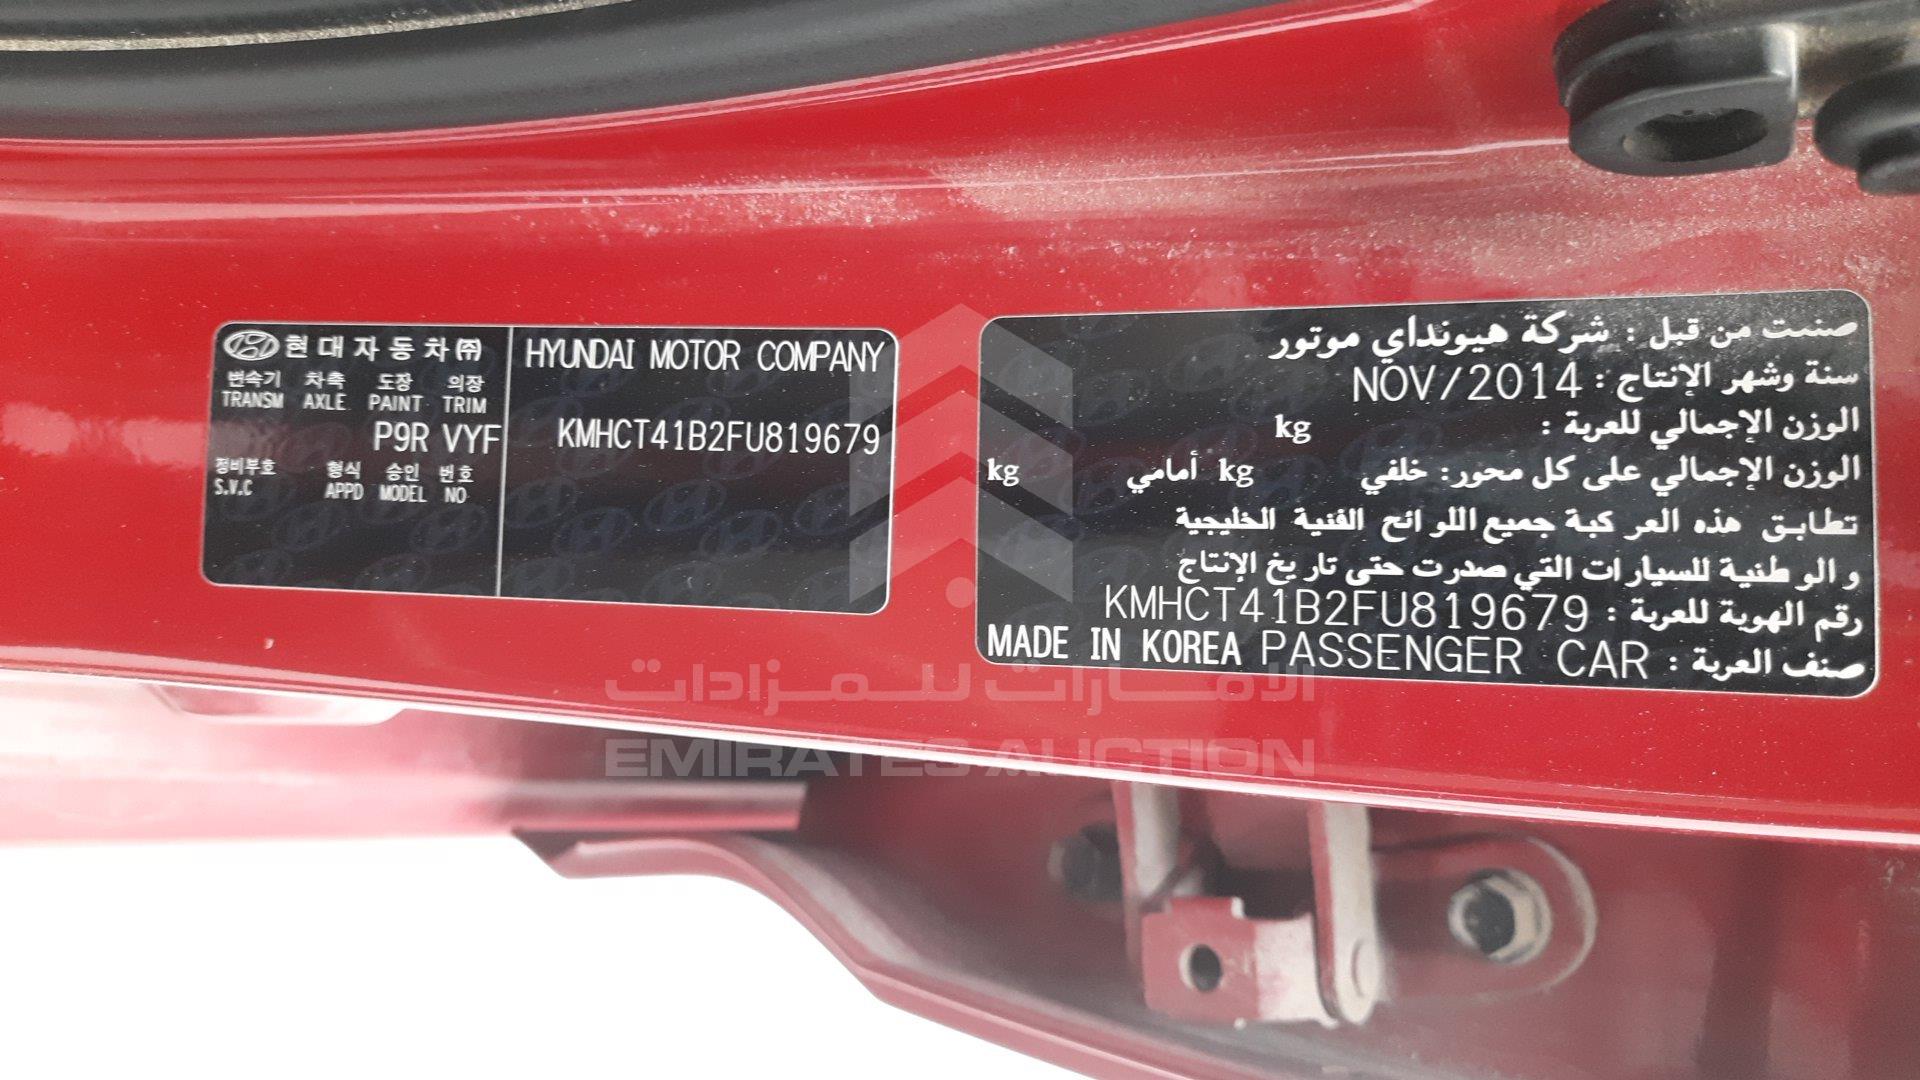 현대자동차㈜
변속기 차축 도장 의장
TRANSM AXLE PAINT TRIM
P9R VYF
정비부호 형식 승인 번호
S.V.C APPD MODEL NO
HYUNDAI MOTOR COMPANY
KMHCT41B2FU819679
صنعت من قبل : شركة هيونداي موتور
سنة وشهر الإنتاج : NOV/2014
الوزن الإجمالي للعربة : kg
الوزن الإجمالي على كل محور: خلفي kg أمامي kg
تطابق هذه العركبة جميع اللوائح الفنية الخليجية
والوطنية للسيارات التي صدرت حتى تاريخ الإنتاج
رقم الهوية للعربة : KMHCT41B2FU819679
صنف العربة : PASSENGER CAR MADE IN KOREA
الامارات للمزادات
EMIRATES AUCTION